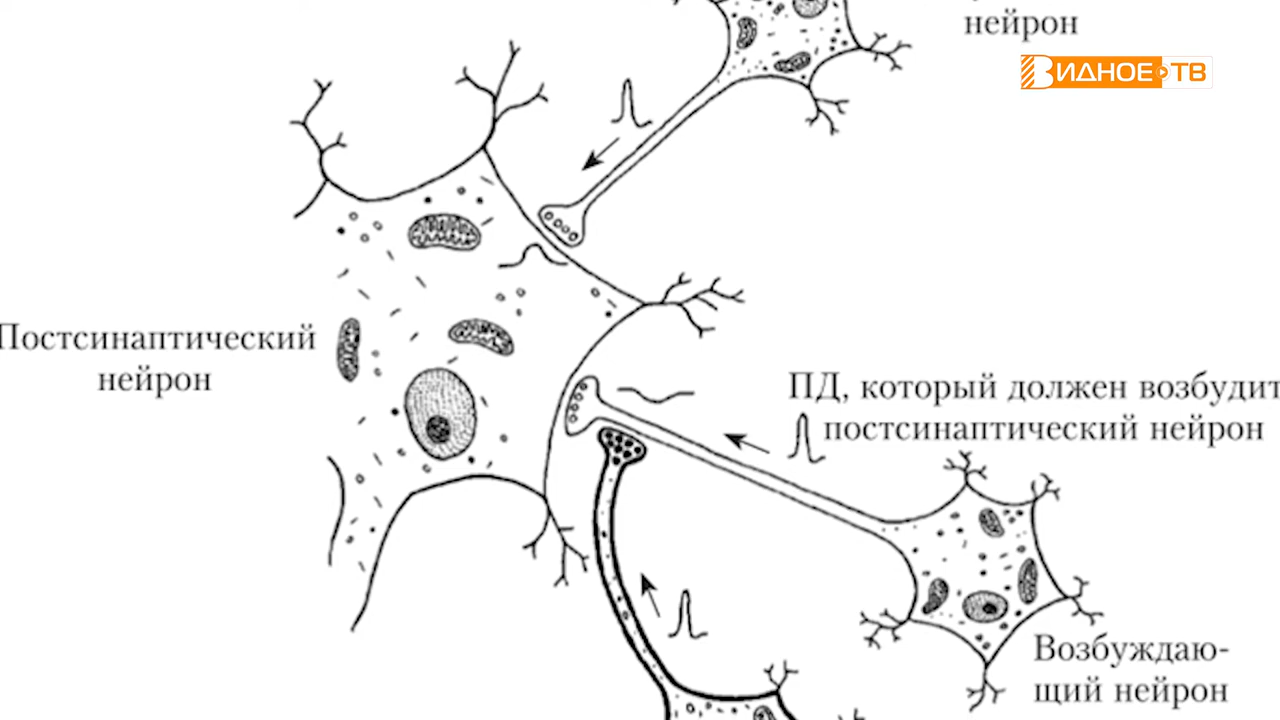 нейрон
ВИДНОЕ ТВ
Постсинаптический
нейрон
ПД, который должен возбудит
постсинаптический нейрон
Возбуждаю-
щий нейрон